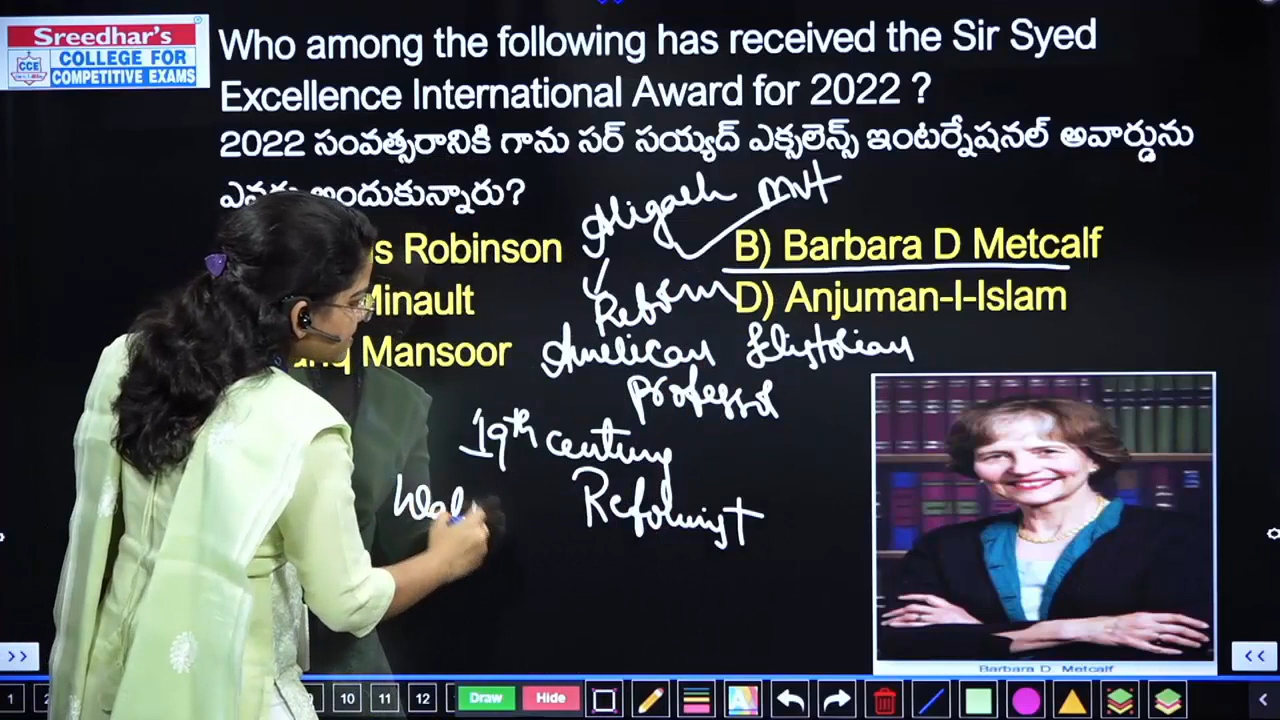 Sreedhar's
CCE
COLLEGE FOR
COMPETITIVE EXAMS
Who among the following has received the Sir Syed
Excellence International Award for 2022 ?
2022 సంవత్సరానికి గాను సర్ సయ్యద్ ఎక్సలెన్స్ ఇంటర్నేషనల్ అవార్డును
అందుకున్నారు?
Aligarh Mvt
Robinson
B) Barbara D Metcalf
Minault
Reform
D) Anjuman-I-Islam
Mansoor
American Historian
professor
19th century
Reformist
Barbara D. Metcalf
>>
<<
1
10
11
12
Draw
Hide